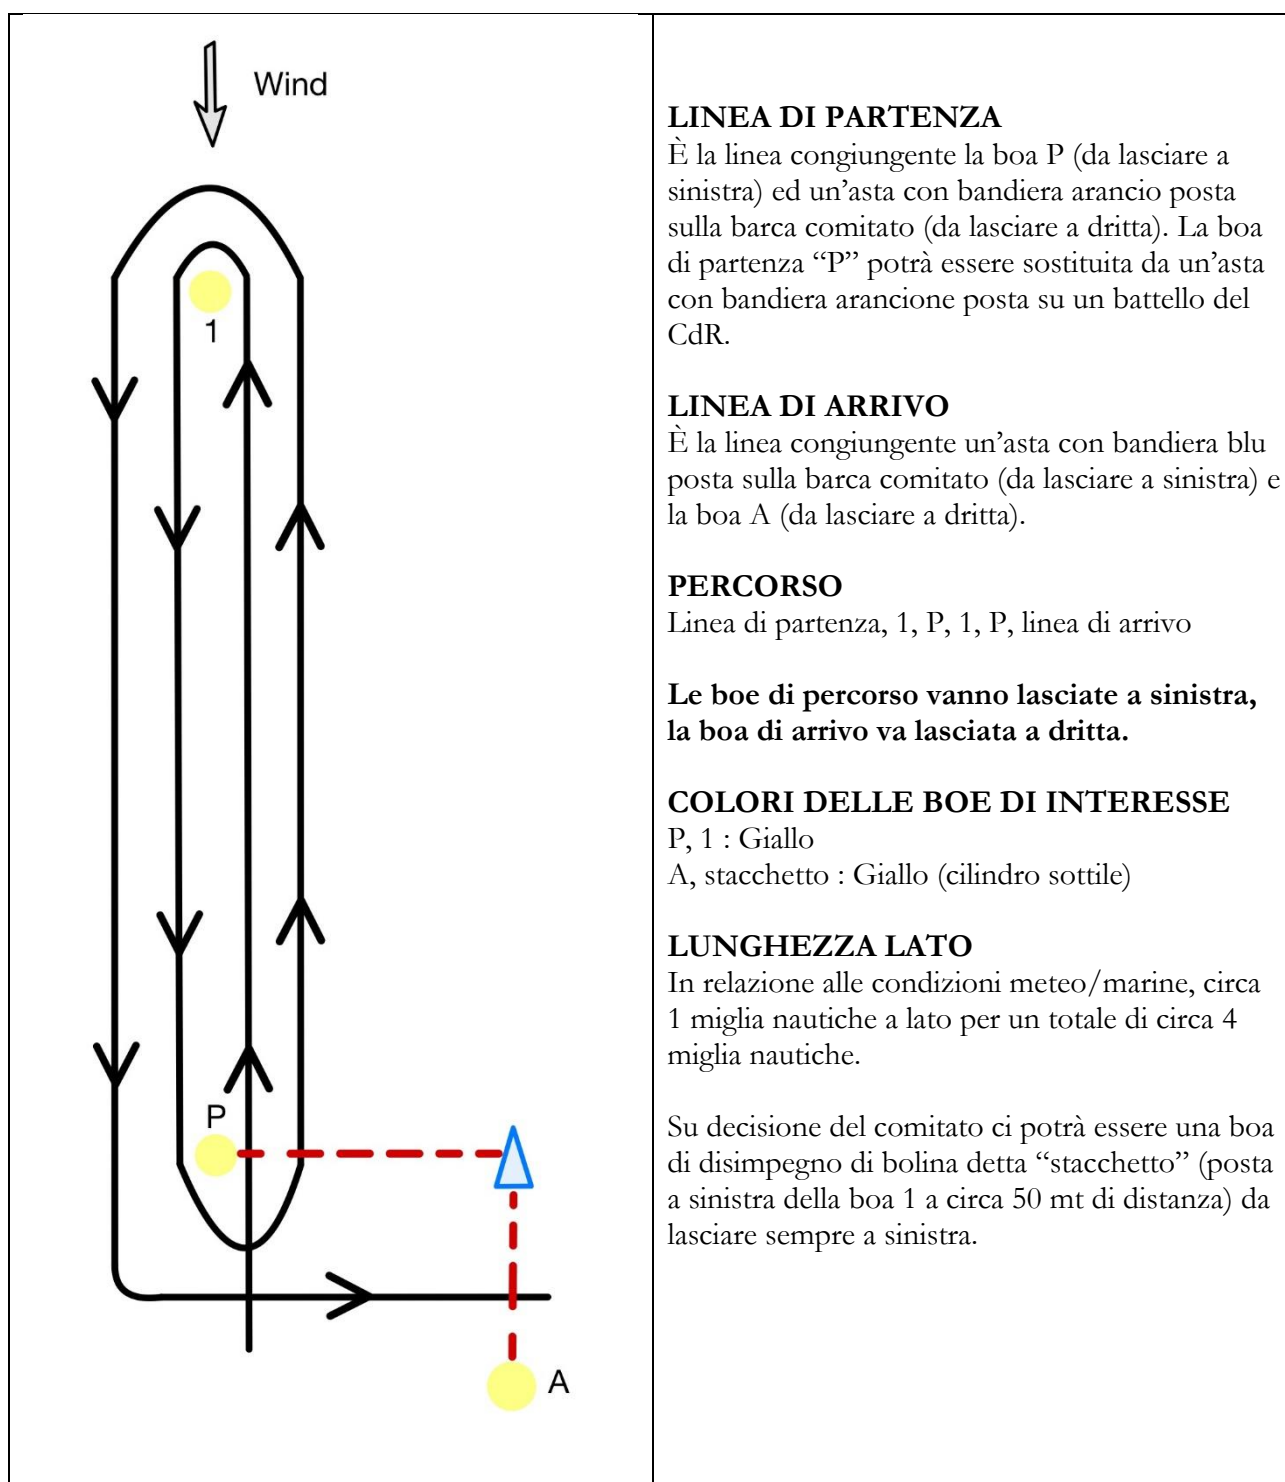 Wind
1
P
A
LINEA DI PARTENZA
È la linea congiungente la boa P (da lasciare a
sinistra) ed un’asta con bandiera arancio posta
sulla barca comitato (da lasciare a dritta). La boa
di partenza “P” potrà essere sostituita da un’asta
con bandiera arancione posta su un battello del
CdR.
LINEA DI ARRIVO
È la linea congiungente un’asta con bandiera blu
posta sulla barca comitato (da lasciare a sinistra) e
la boa A (da lasciare a dritta).
PERCORSO
Linea di partenza, 1, P, 1, P, linea di arrivo
Le boe di percorso vanno lasciate a sinistra,
la boa di arrivo va lasciata a dritta.
COLORI DELLE BOE DI INTERESSE
P, 1 : Giallo
A, stacchetto : Giallo (cilindro sottile)
LUNGHEZZA LATO
In relazione alle condizioni meteo/marine, circa
1 miglia nautiche a lato per un totale di circa 4
miglia nautiche.
Su decisione del comitato ci potrà essere una boa
di disimpegno di bolina detta “stacchetto” (posta
a sinistra della boa 1 a circa 50 mt di distanza) da
lasciare sempre a sinistra.